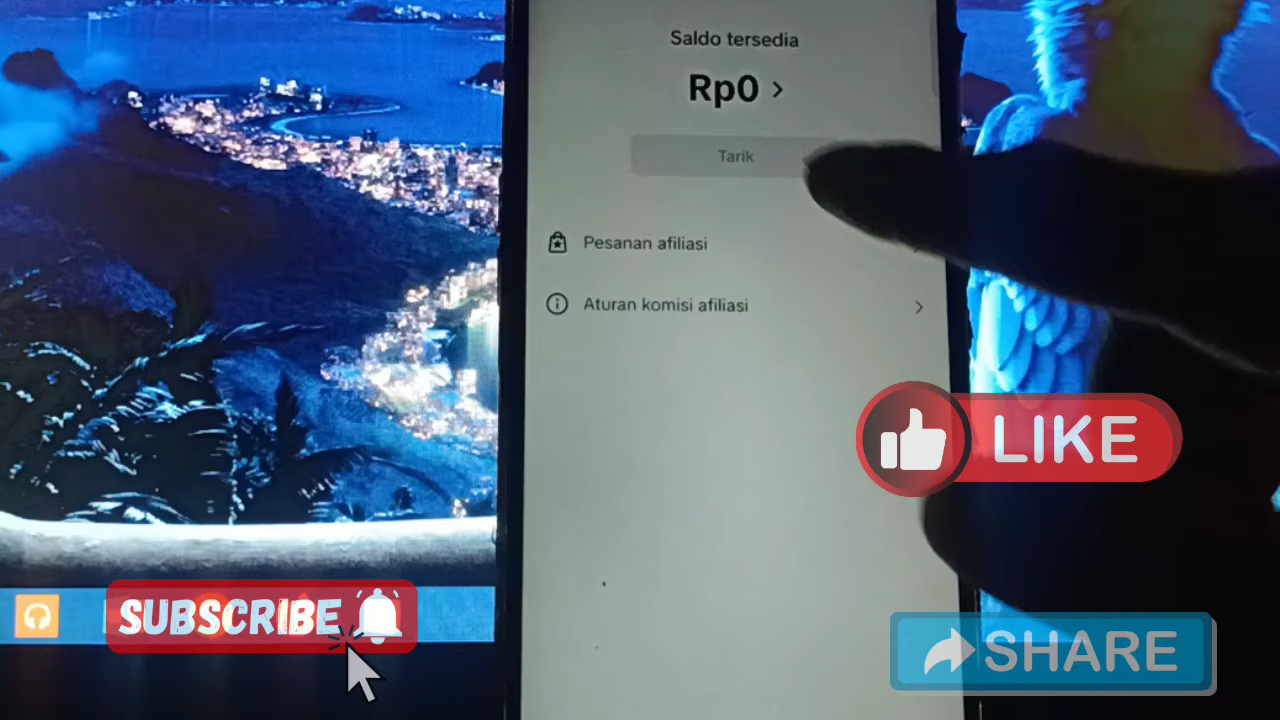 Saldo tersedia
Rp0
Tarik
Pesanan afiliasi
Aturan komisi afiliasi
LIKE
SUBSCRIBE
SHARE